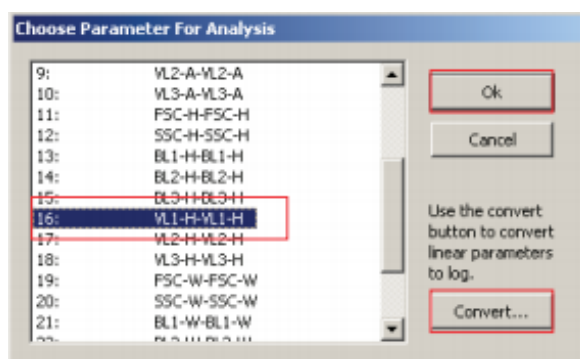 Choose Parameter For Analysis
9: VL2-A-VL2-A
10: VL3-A-VL3-A
11: FSC-H-FSC-H
12: SSC-H-SSC-H
13: BL1-H-BL1-H
14: BL2-H-BL2-H
15: BL3-H-BL3-H
16: VL1-H-VL1-H
17: VL2-H-VL2-H
18: VL3-H-VL3-H
19: FSC-W-FSC-W
20: SSC-W-SSC-W
21: BL1-W-BL1-W
Ok
Cancel
Use the convert
button to convert
linear parameters
to log.
Convert...